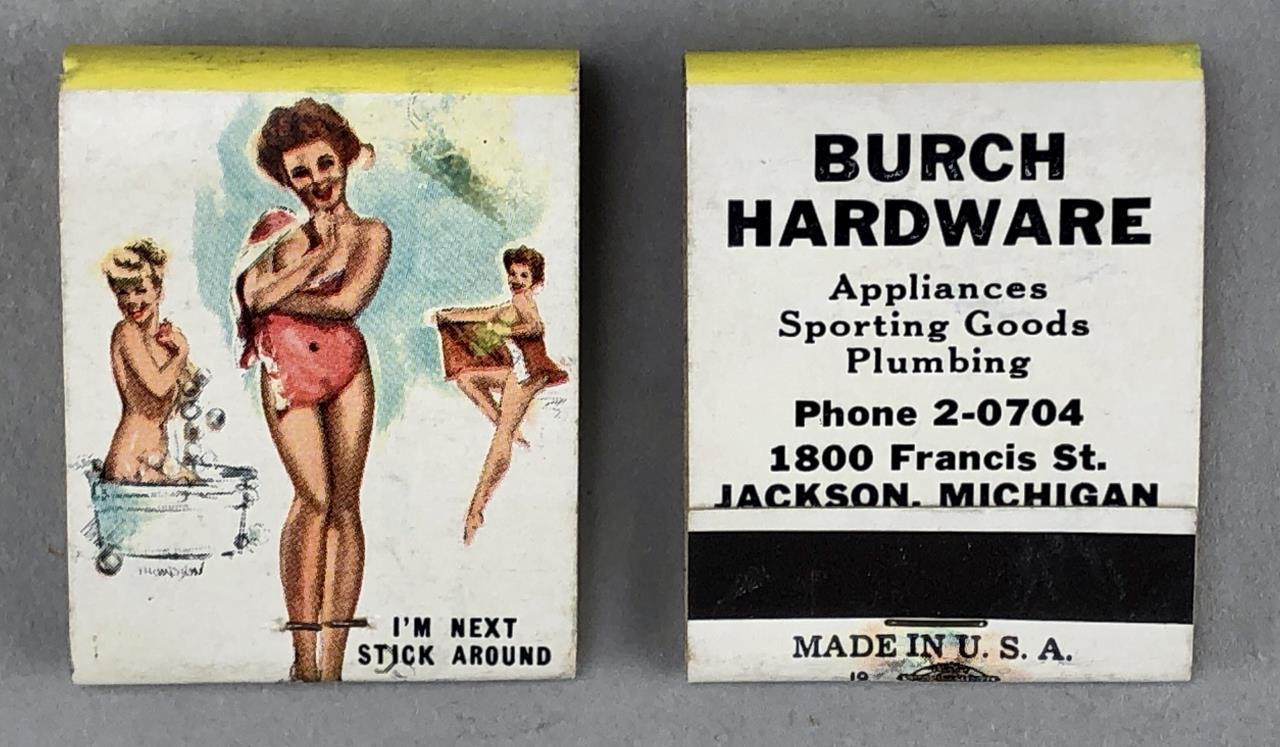 I'M NEXT
STICK AROUND
BURCH
HARDWARE
Appliances
Sporting Goods
Plumbing
Phone 2-0704
1800 Francis St.
JACKSON, MICHIGAN
MADE IN U. S. A.